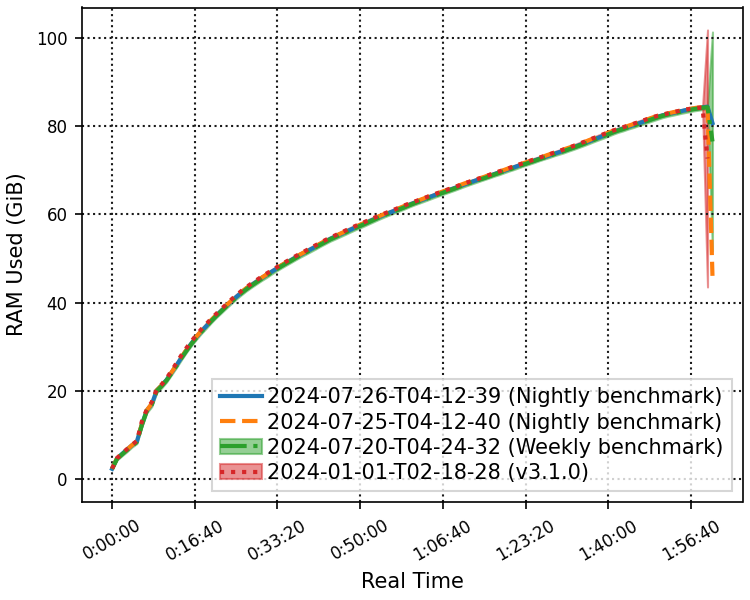 100
80
60
40
20
0
RAM Used (GiB)
2024-07-26-T04-12-39 (Nightly benchmark)
2024-07-25-T04-12-40 (Nightly benchmark)
2024-07-20-T04-24-32 (Weekly benchmark)
2024-01-01-T02-18-28 (v3.1.0)
0:00:00
0:16:40
0:33:20
0:50:00
1:06:40
1:23:20
1:40:00
1:56:40
Real Time